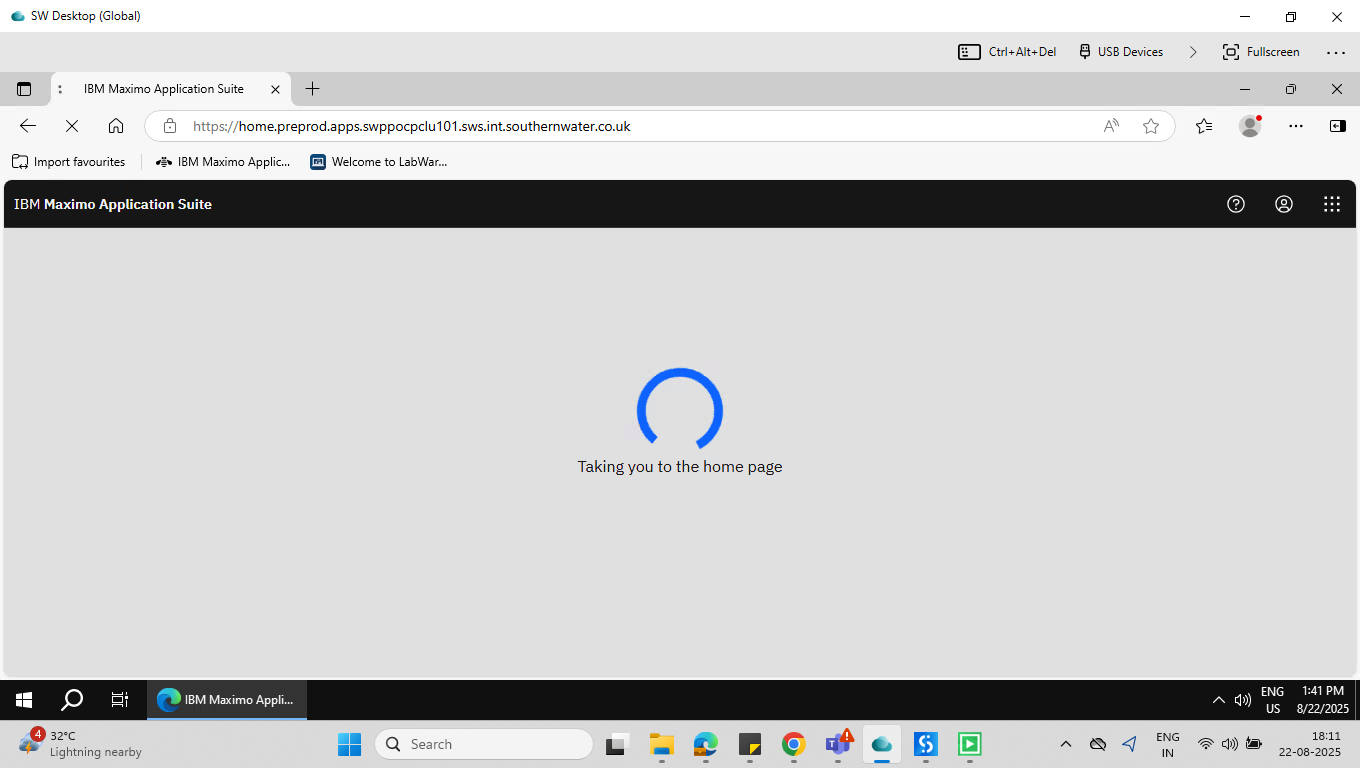 SW Desktop (Global)
Ctrl+Alt+Del USB Devices Fullscreen
IBM Maximo Application Suite
https://home.preprod.apps.swppocpclu101.sws.int.southernwater.co.uk
Import favourites IBM Maximo Applic... Welcome to LabWar...
IBM Maximo Application Suite
Taking you to the home page
IBM Maximo Appli...
ENG
US
1:41 PM
8/22/2025
4
32°C
Lightning nearby
Search
ENG
IN
18:11
22-08-2025